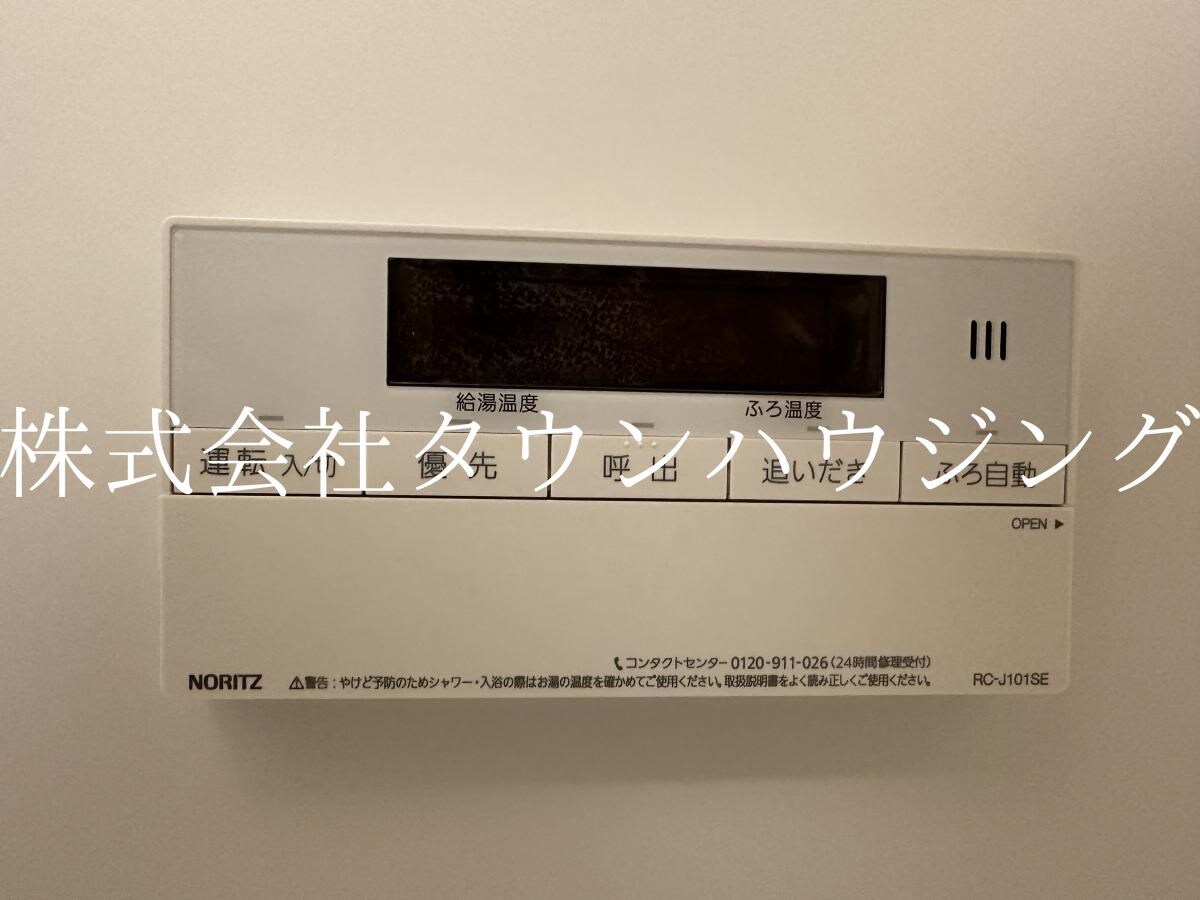 給湯温度 ふろ温度
株式会社タウンハウジング
運転 入/切 優先 呼出 追いだき ふろ自動
OPEN ▶
コンタクトセンター 0120-911-026(24時間修理受付)
NORITZ ⚠警告:やけど予防のためシャワー・入浴の際はお湯の温度を確かめてご使用ください。取扱説明書をよく読み正しくご使用ください。 RC-J101SE